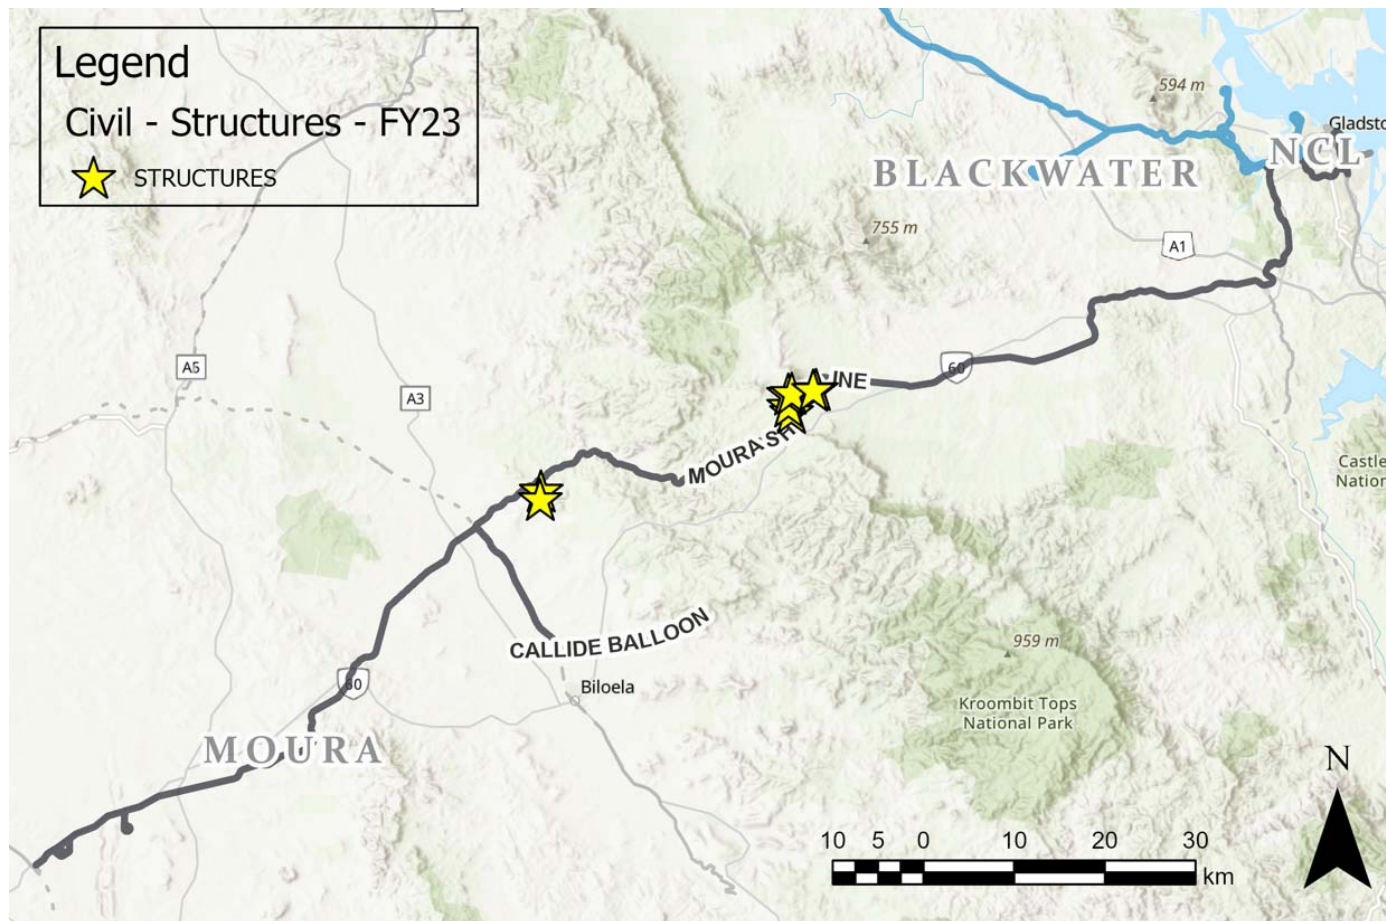 Legend
Civil - Structures - FY23
STRUCTURES
594 m
Gladsto
NCL
BLACKWATER
755 m
A1
A5
60
A3
INE
MOURA SH
Castle
Nation
CALLIDE BALLOON
959 m
60
Biloela
Kroombit Tops
National Park
MOURA
N
10 5 0 10 20 30
km